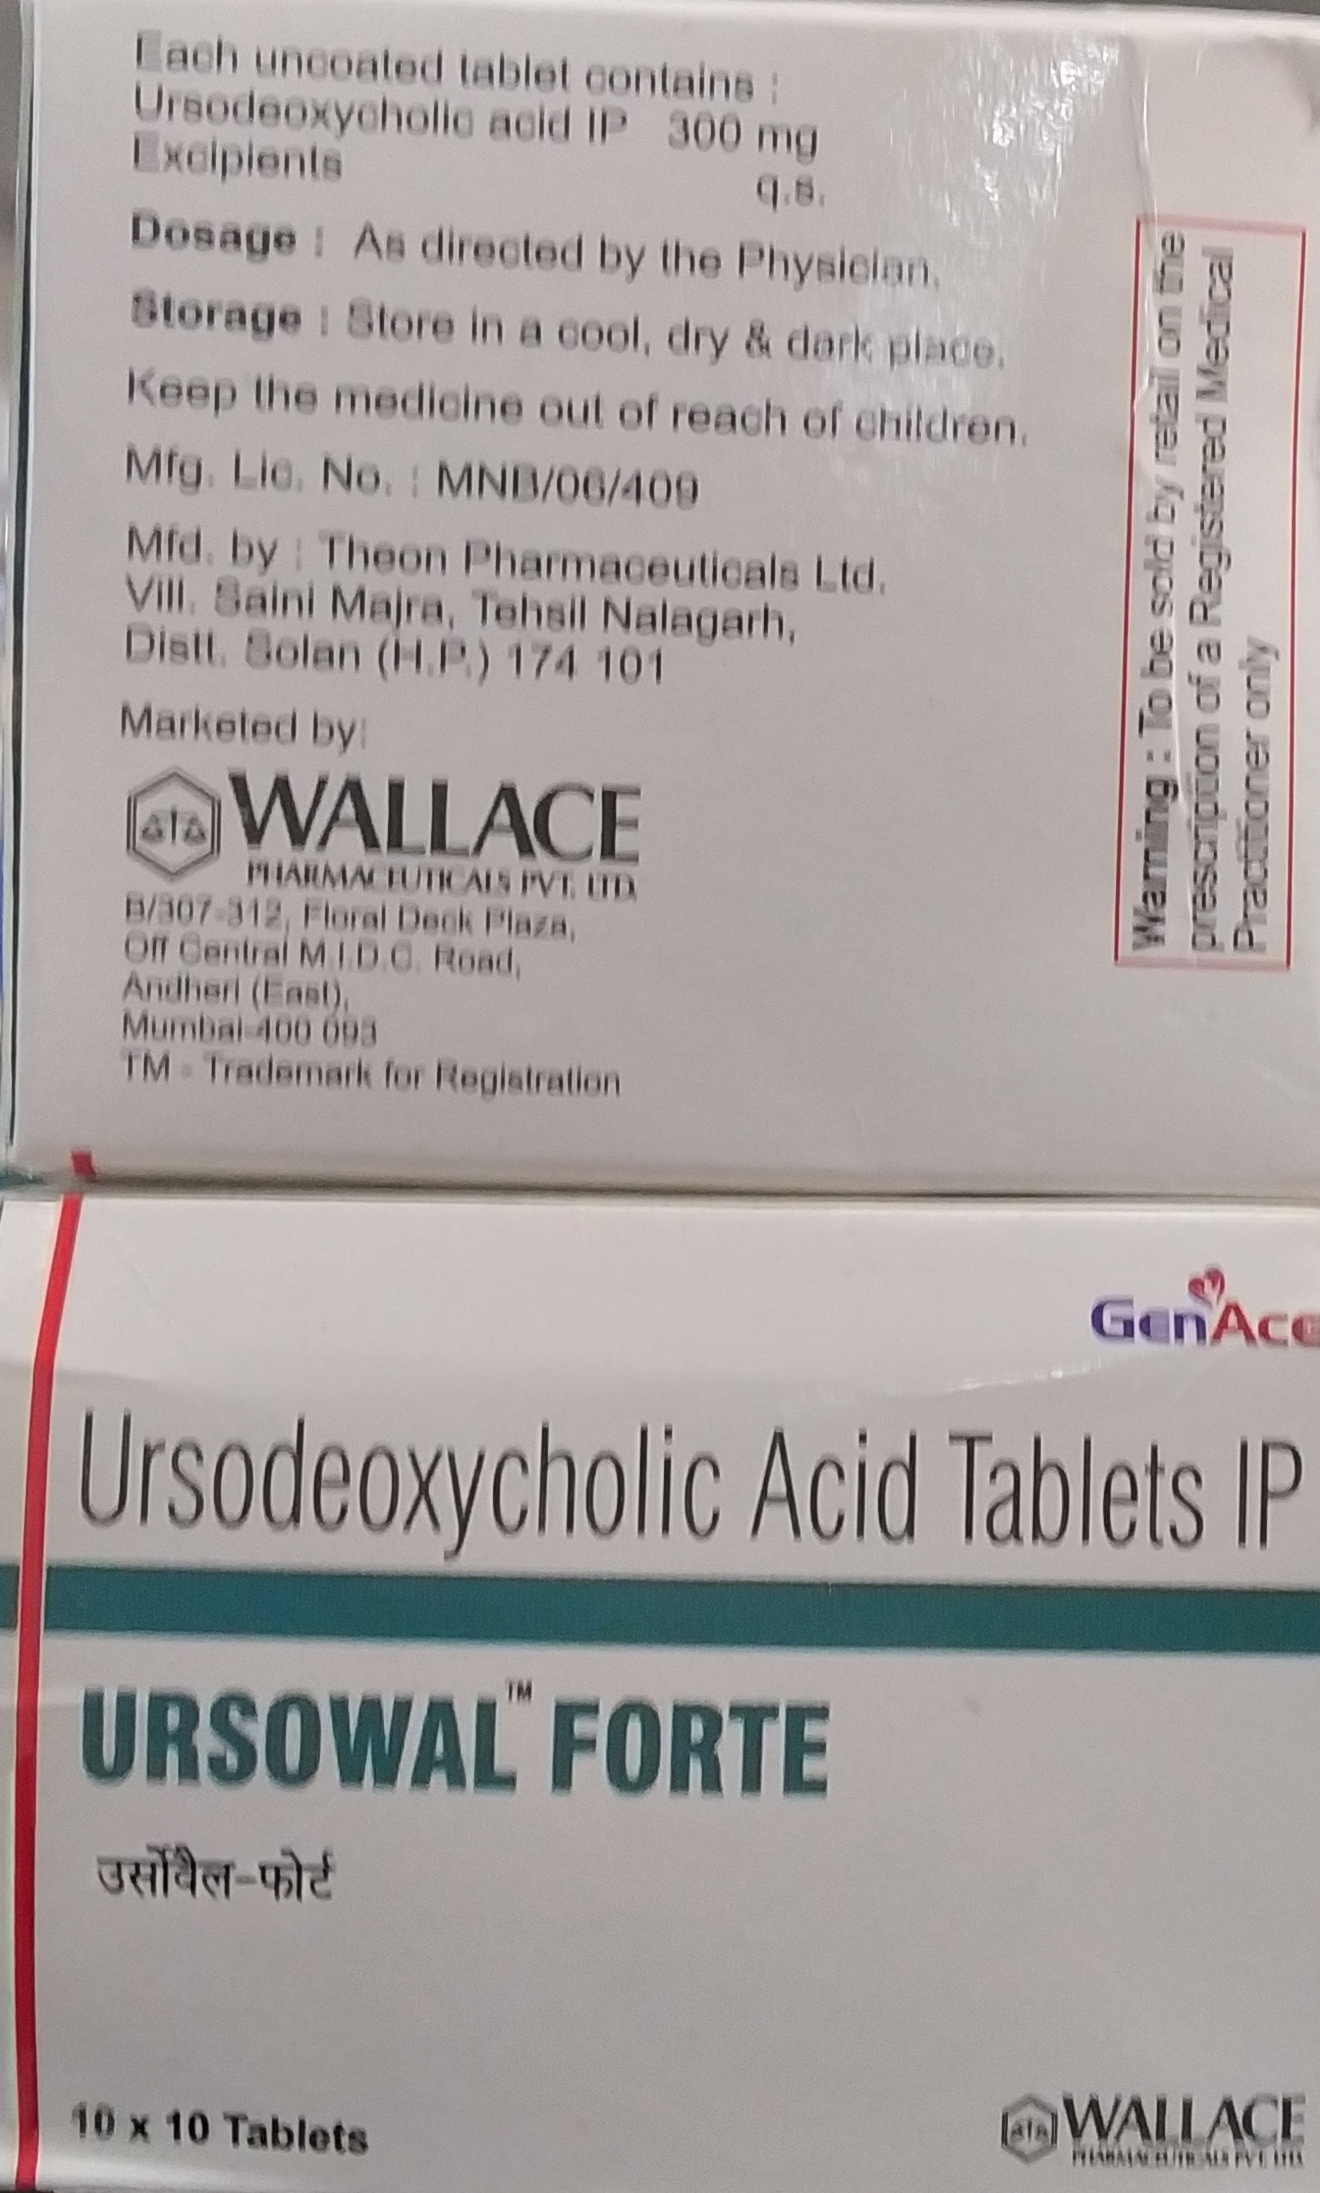 Each uncoated tablet contains :
Ursodeoxycholic acid IP 300 mg
Excipients q.s.
Dosage : As directed by the Physician.
Storage : Store in a cool, dry & dark place.
Keep the medicine out of reach of children.
Mfg. Lic. No. : MNB/06/409
Mfd. by : Theon Pharmaceuticals Ltd.
Vill. Saini Majra, Tehsil Nalagarh,
Distt. Solan (H.P.) 174 101
Marketed by:
WALLACE
PHARMACEUTICALS PVT. LTD.
B/307-312, Floral Deck Plaza,
Off Central M.I.D.C. Road,
Andheri (East),
Mumbai-400 093
TM - Trademark for Registration
Warning : To be sold by retail on the
prescription of a Registered Medical
Practitioner only
GenAce
Ursodeoxycholic Acid Tablets IP
URSOWAL™ FORTE
उर्सोवैल-फोर्ट
10 x 10 Tablets
WALLACE
PHARMACEUTICALS PVT. LTD.